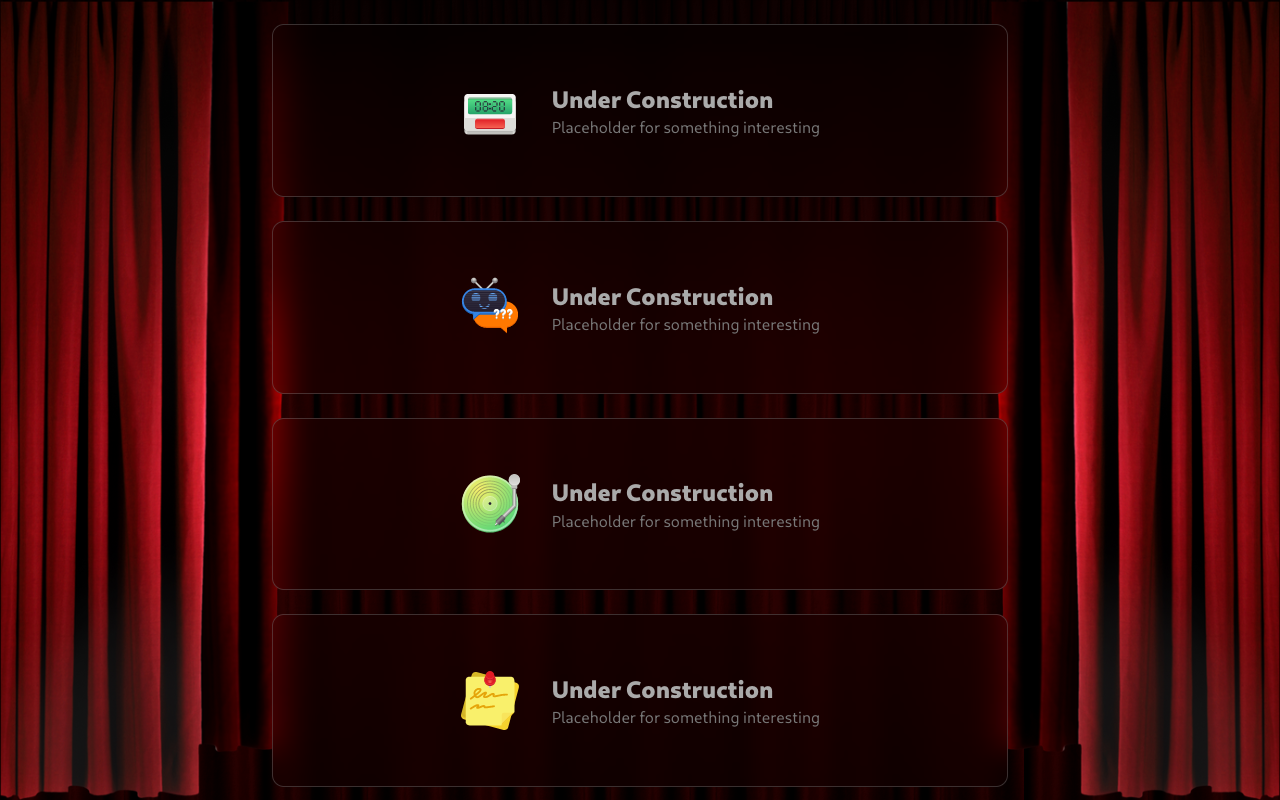 08:20
Under Construction
Placeholder for something interesting
???
Under Construction
Placeholder for something interesting
Under Construction
Placeholder for something interesting
Under Construction
Placeholder for something interesting